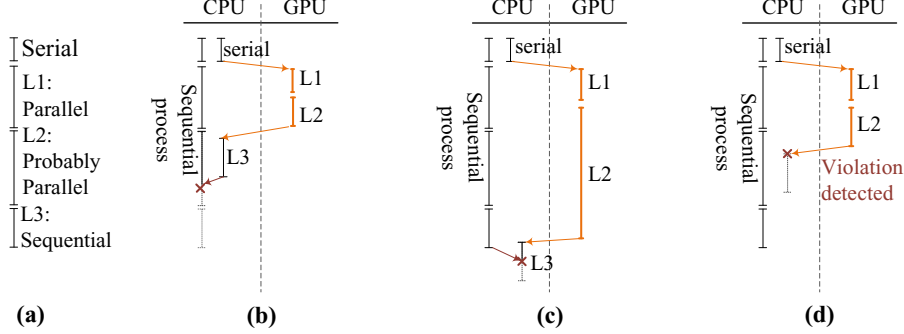 CPU GPU
CPU GPU
CPU GPU
Serial
L1:
Parallel
L2:
Probably
Parallel
L3:
Sequential
(a)
serial
L1
L2
L3
Sequential
process
(b)
serial
L1
L2
L3
Sequential
process
(c)
serial
L1
L2
Sequential
process
Violation
detected
(d)